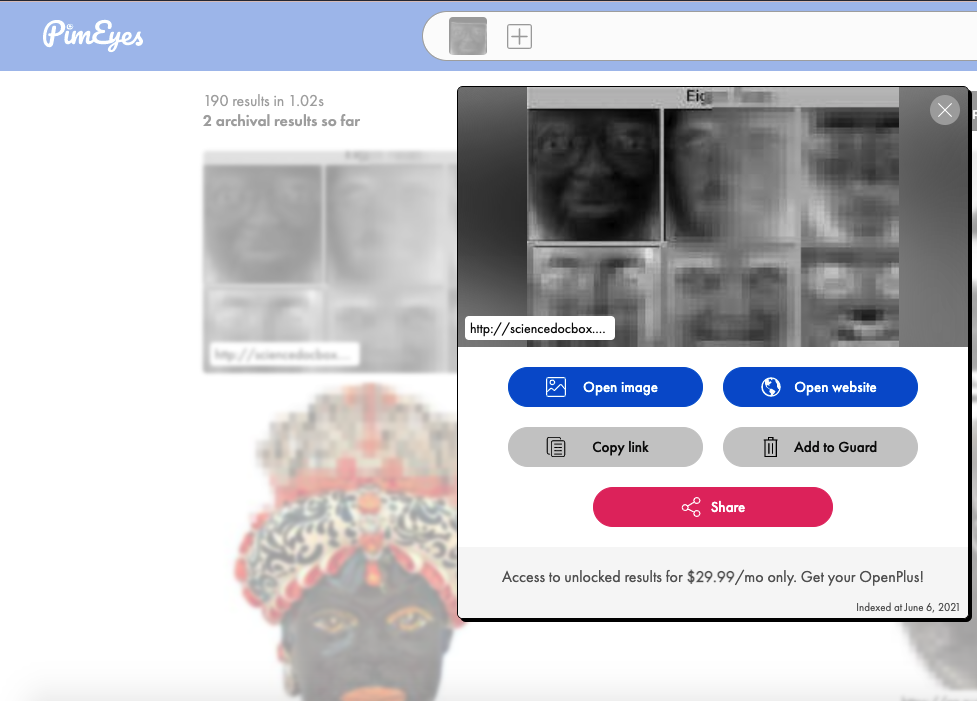 PimEyes
190 results in 1.02s
2 archival results so far
http://sciencedocbox...
http://sciencedocbox....
Open image
Open website
Copy link
Add to Guard
Share
Access to unlocked results for $29.99/mo only. Get your OpenPlus!
Indexed at June 6, 2021